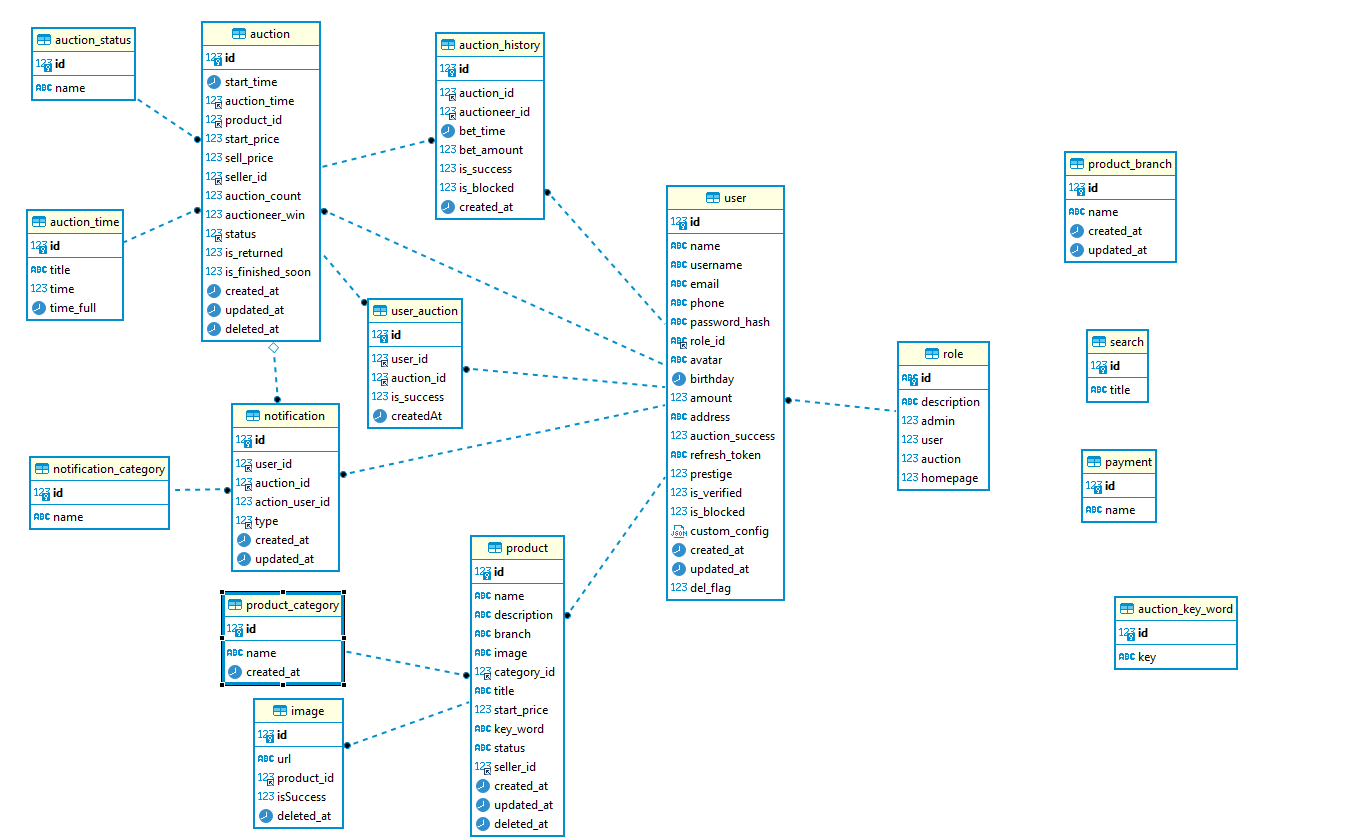 auction_status
123 id
ABC name
auction
123 id
start_time
123 auction_time
123 product_id
123 start_price
123 sell_price
123 seller_id
123 auction_count
123 auctioneer_win
123 status
123 is_returned
123 is_finished_soon
created_at
updated_at
deleted_at
auction_history
123 id
123 auction_id
123 auctioneer_id
bet_time
123 bet_amount
123 is_success
123 is_blocked
created_at
auction_time
123 id
ABC title
123 time
time_full
user_auction
123 id
123 user_id
123 auction_id
123 is_success
createdAt
user
123 id
ABC name
ABC username
ABC email
ABC phone
ABC password_hash
ABC role_id
ABC avatar
birthday
123 amount
ABC address
123 auction_success
ABC refresh_token
123 prestige
123 is_verified
123 is_blocked
JSON custom_config
created_at
updated_at
123 del_flag
role
ABC id
ABC description
123 admin
123 user
123 auction
123 homepage
notification
123 id
123 user_id
123 auction_id
123 action_user_id
123 type
created_at
updated_at
notification_category
123 id
ABC name
product_category
123 id
ABC name
created_at
image
123 id
ABC url
123 product_id
123 isSuccess
deleted_at
product
123 id
ABC name
ABC description
ABC branch
ABC image
123 category_id
ABC title
123 start_price
ABC key_word
ABC status
123 seller_id
created_at
updated_at
deleted_at
product_branch
123 id
ABC name
created_at
updated_at
search
123 id
ABC title
payment
123 id
ABC name
auction_key_word
123 id
ABC key